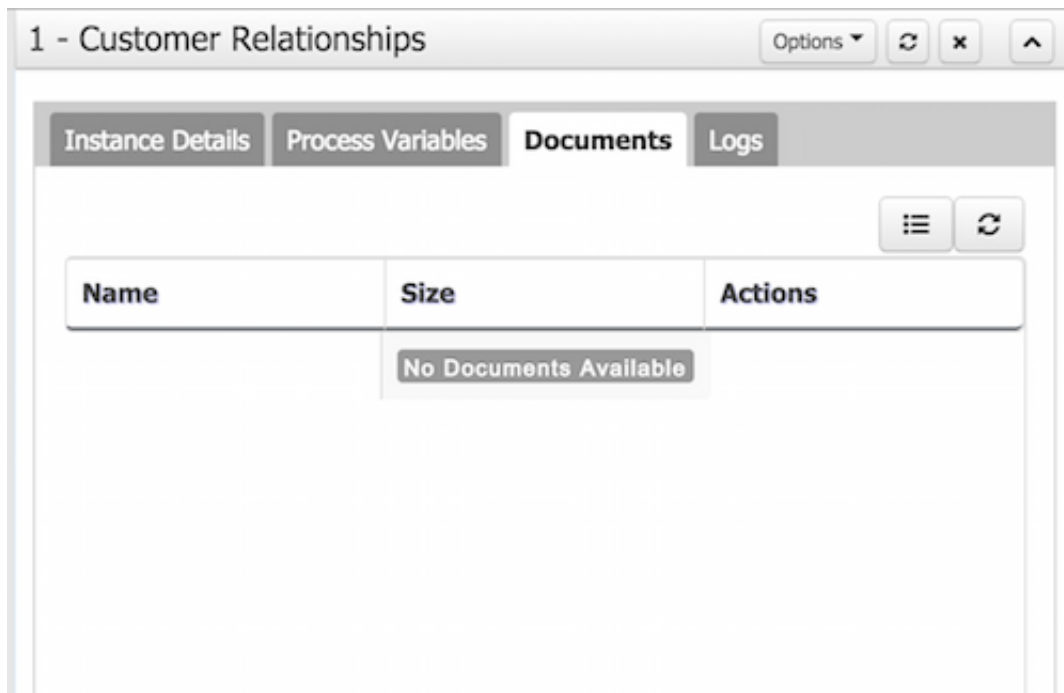 1 - Customer Relationships Options
Instance Details Process Variables Documents Logs
Name Size Actions
No Documents Available